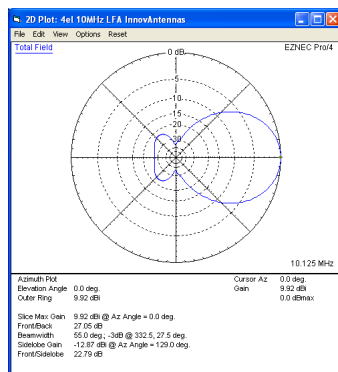 2D Plot: 4el 10MHz LFA InnovAntennas
File Edit View Options Reset
Total Field
EZNEC Pro/4
0 dB
-5
-10
-15
-20
-30
10.125 MHz
Azimuth Plot
Elevation Angle 0.0 deg.
Outer Ring 9.92 dBi
Cursor Az 0.0 deg.
Gain 9.92 dBi
0.0 dBmax
Slice Max Gain 9.92 dBi @ Az Angle = 0.0 deg.
Front/Back 27.05 dB
Beamwidth 55.0 deg.; -3dB @ 332.5, 27.5 deg.
Sidelobe Gain -12.87 dBi @ Az Angle = 129.0 deg.
Front/Sidelobe 22.79 dB